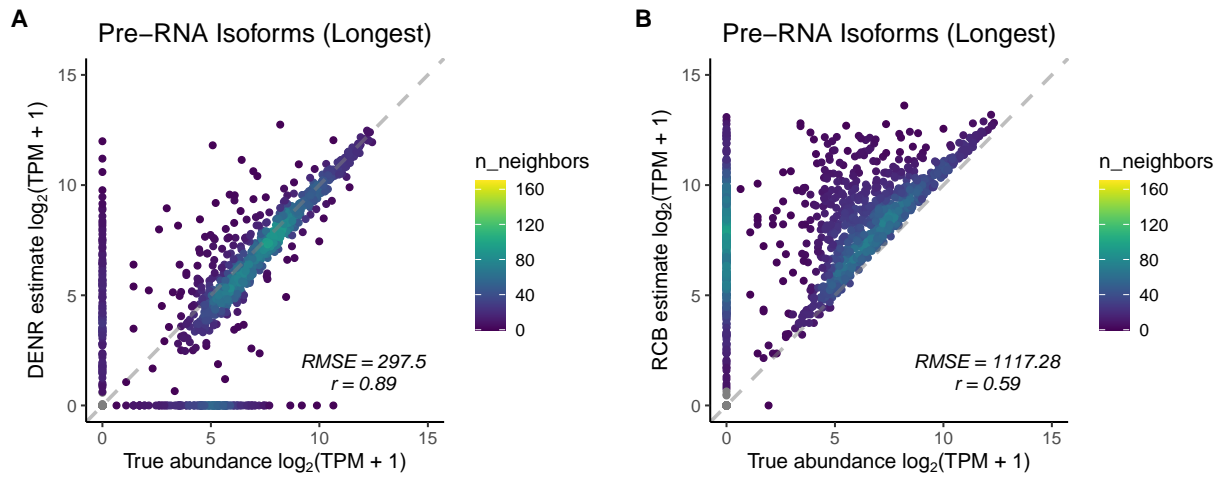 A
Pre−RNA Isoforms (Longest)
DENR estimate log₂(TPM + 1)
15
10
5
0
RMSE = 297.5
r = 0.89
0 5 10 15
True abundance log₂(TPM + 1)
n_neighbors
160
120
80
40
0
B
Pre−RNA Isoforms (Longest)
RCB estimate log₂(TPM + 1)
15
10
5
0
RMSE = 1117.28
r = 0.59
0 5 10 15
True abundance log₂(TPM + 1)
n_neighbors
160
120
80
40
0